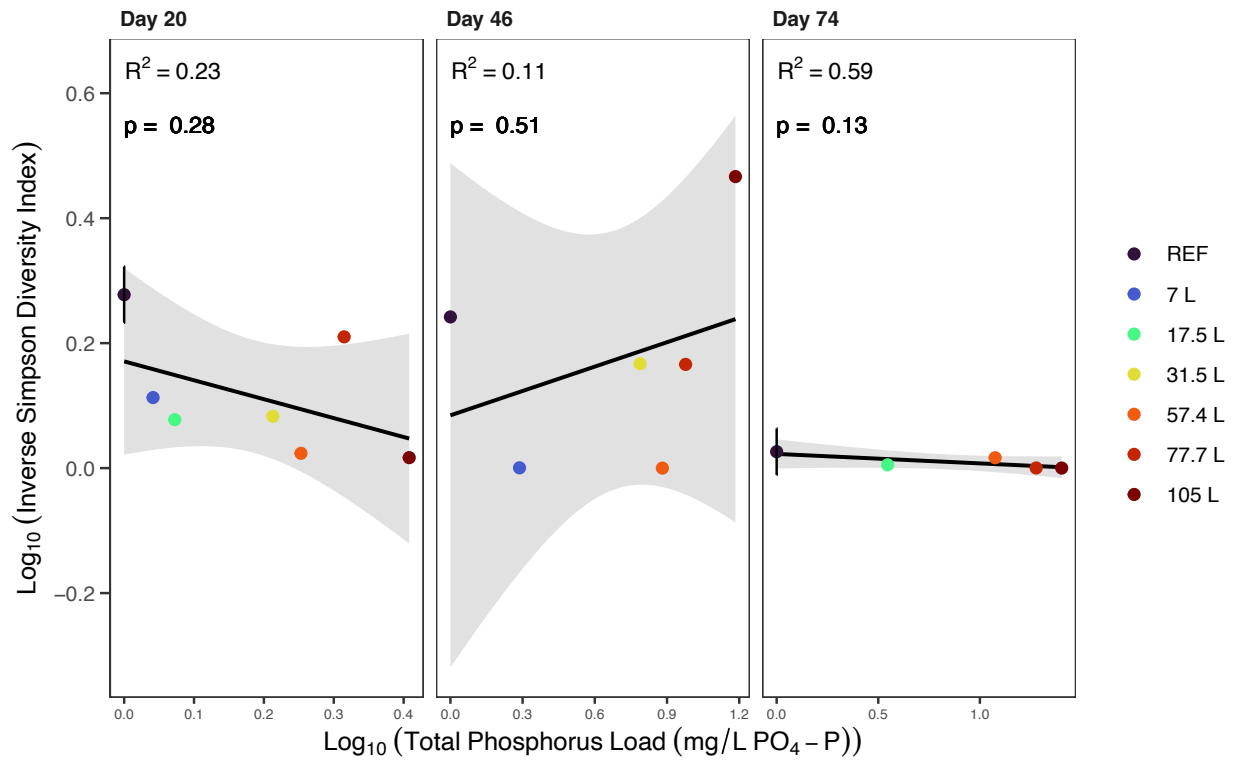 Day 20
Day 46
Day 74
R² = 0.23
p = 0.28
R² = 0.11
p = 0.51
R² = 0.59
p = 0.13
Log₁₀ (Inverse Simpson Diversity Index)
0.6
0.4
0.2
0.0
−0.2
0.0 0.1 0.2 0.3 0.4
0.0 0.3 0.6 0.9 1.2
0.0 0.5 1.0
Log₁₀ (Total Phosphorus Load (mg/L PO₄ − P))
REF
7 L
17.5 L
31.5 L
57.4 L
77.7 L
105 L